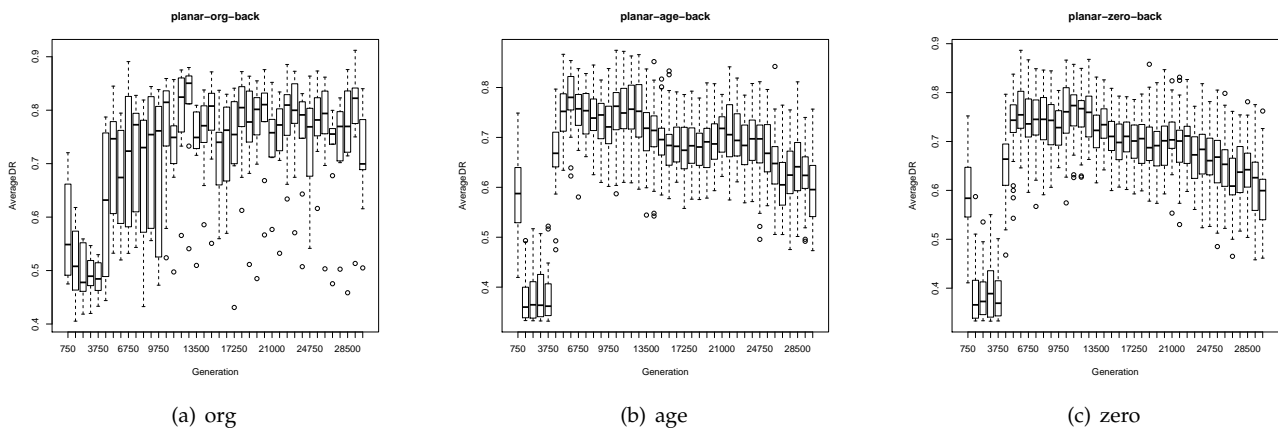 planar-org-back
AverageDR
0.4 0.5 0.6 0.7 0.8 0.9
750 3750 6750 9750 13500 17250 21000 24750 28500
Generation
(a) org
planar-age-back
AverageDR
0.4 0.5 0.6 0.7 0.8
750 3750 6750 9750 13500 17250 21000 24750 28500
Generation
(b) age
planar-zero-back
AverageDR
0.4 0.5 0.6 0.7 0.8 0.9
750 3750 6750 9750 13500 17250 21000 24750 28500
Generation
(c) zero